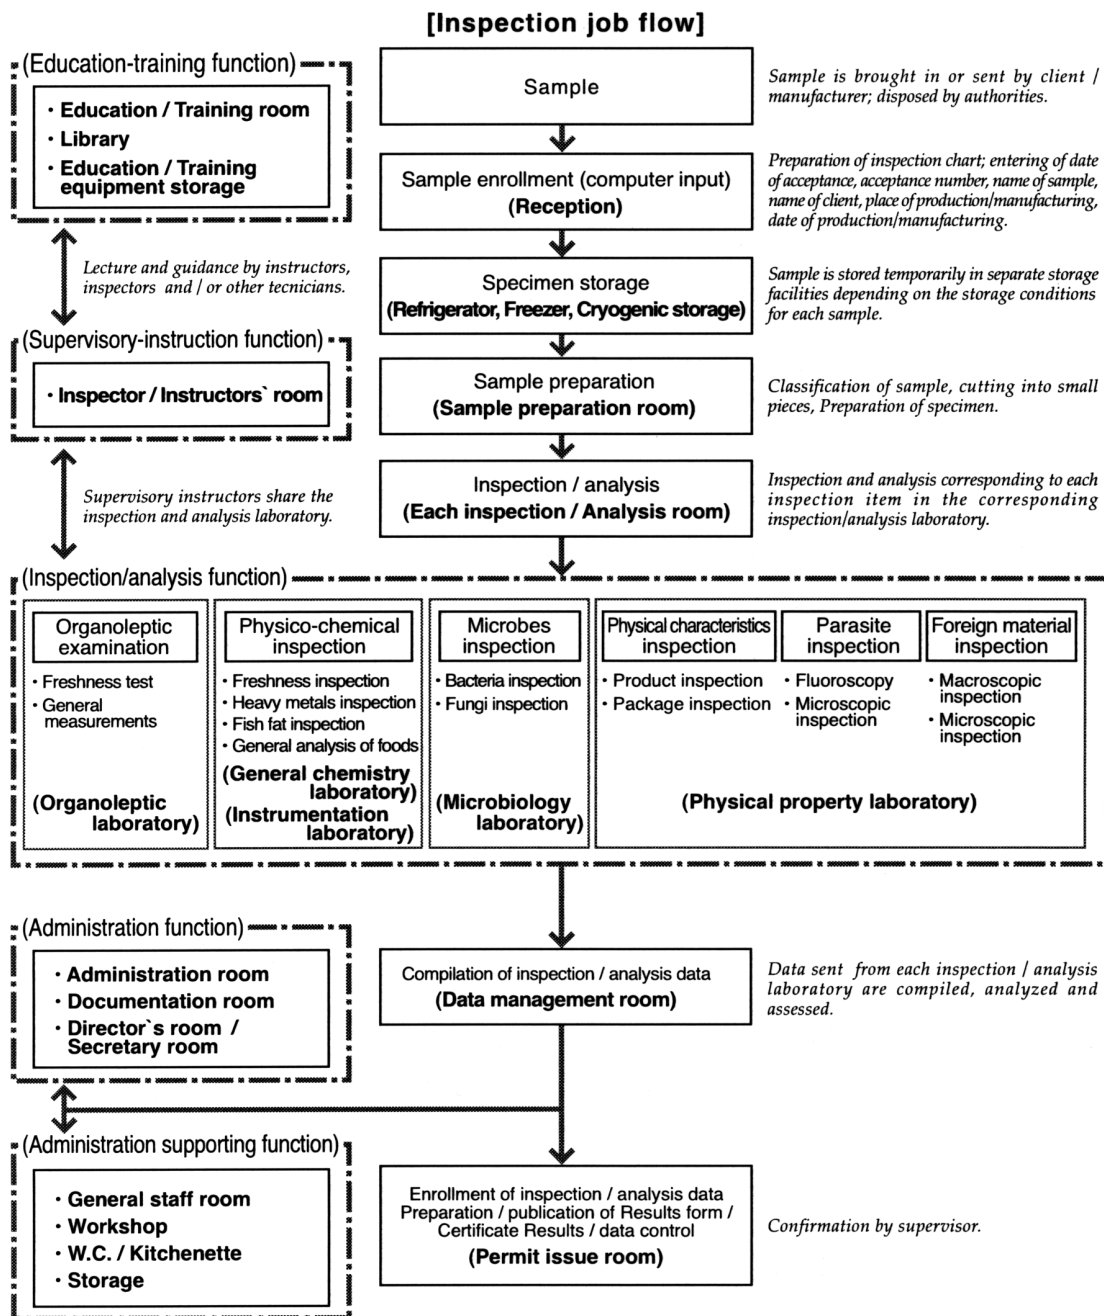 [Inspection job flow]
(Education-training function)
· Education / Training room
· Library
· Education / Training
equipment storage
Lecture and guidance by instructors,
inspectors and / or other tecnicians.
(Supervisory-instruction function)
· Inspector / Instructors` room
Supervisory instructors share the
inspection and analysis laboratory.
Sample
Sample is brought in or sent by client /
manufacturer; disposed by authorities.
Sample enrollment (computer input)
(Reception)
Preparation of inspection chart; entering of date
of acceptance, acceptance number, name of sample,
name of client, place of production/manufacturing,
date of production/manufacturing.
Specimen storage
(Refrigerator, Freezer, Cryogenic storage)
Sample is stored temporarily in separate storage
facilities depending on the storage conditions
for each sample.
Sample preparation
(Sample preparation room)
Classification of sample, cutting into small
pieces, Preparation of specimen.
Inspection / analysis
(Each inspection / Analysis room)
Inspection and analysis corresponding to each
inspection item in the corresponding
inspection/analysis laboratory.
(Inspection/analysis function)
Organoleptic
examination
· Freshness test
· General
measurements
(Organoleptic
laboratory)
Physico-chemical
inspection
· Freshness inspection
· Heavy metals inspection
· Fish fat inspection
· General analysis of foods
(General chemistry
laboratory)
(Instrumentation
laboratory)
Microbes
inspection
· Bacteria inspection
· Fungi inspection
(Microbiology
laboratory)
Physical characteristics
inspection
· Product inspection
· Package inspection
Parasite
inspection
· Fluoroscopy
· Microscopic
inspection
Foreign material
inspection
· Macroscopic
inspection
· Microscopic
inspection
(Physical property laboratory)
(Administration function)
· Administration room
· Documentation room
· Director`s room /
Secretary room
Compilation of inspection / analysis data
(Data management room)
Data sent from each inspection / analysis
laboratory are compiled, analyzed and
assessed.
(Administration supporting function)
· General staff room
· Workshop
· W.C. / Kitchenette
· Storage
Enrollment of inspection / analysis data
Preparation / publication of Results form /
Certificate Results / data control
(Permit issue room)
Confirmation by supervisor.